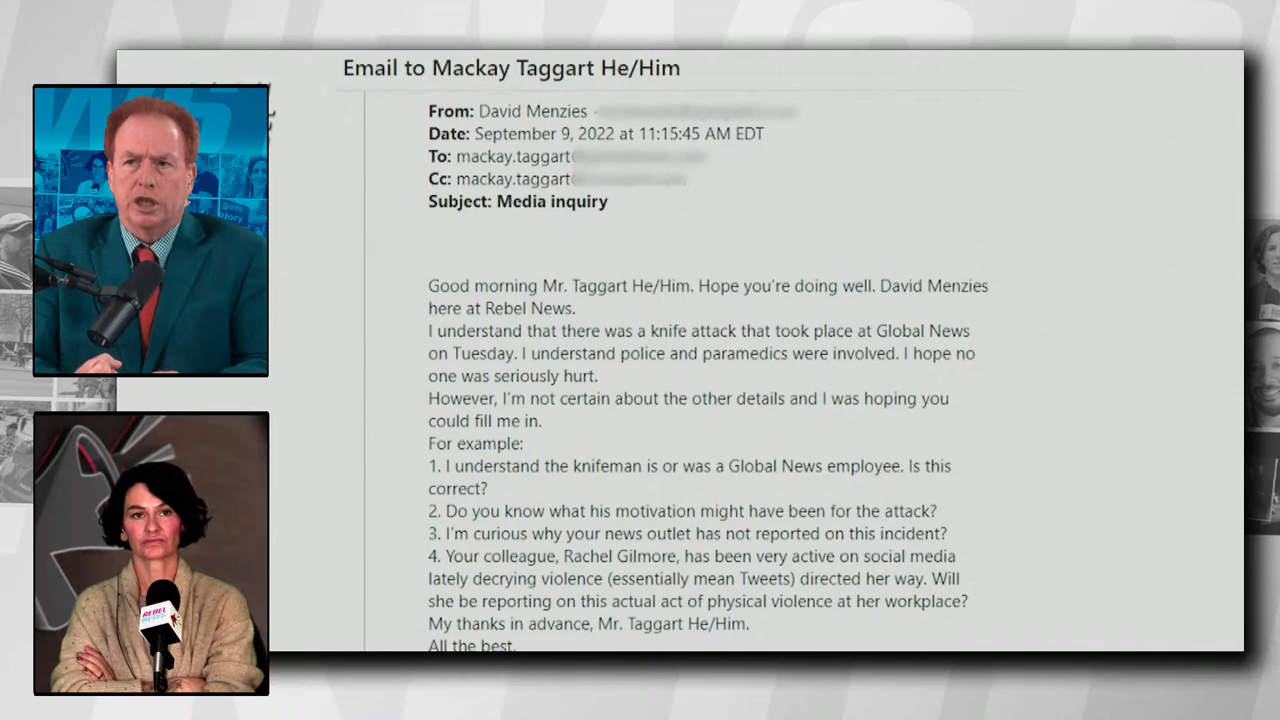 Email to Mackay Taggart He/Him
From: David Menzies
Date: September 9, 2022 at 11:15:45 AM EDT
To: mackay.taggart
Cc: mackay.taggart
Subject: Media inquiry
Good morning Mr. Taggart He/Him. Hope you're doing well. David Menzies
here at Rebel News.
I understand that there was a knife attack that took place at Global News
on Tuesday. I understand police and paramedics were involved. I hope no
one was seriously hurt.
However, I'm not certain about the other details and I was hoping you
could fill me in.
For example:
1. I understand the knifeman is or was a Global News employee. Is this
correct?
2. Do you know what his motivation might have been for the attack?
3. I'm curious why your news outlet has not reported on this incident?
4. Your colleague, Rachel Gilmore, has been very active on social media
lately decrying violence (essentially mean Tweets) directed her way. Will
she be reporting on this actual act of physical violence at her workplace?
My thanks in advance, Mr. Taggart He/Him.
All the best,
REBEL
NEWS